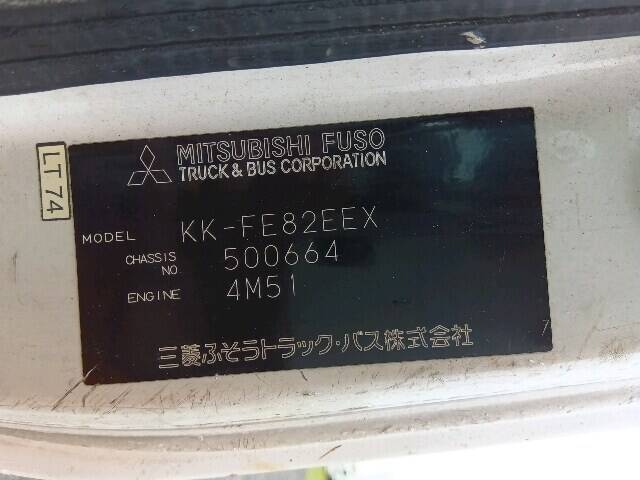 MITSUBISHI FUSO
TRUCK & BUS CORPORATION
LT74
MODEL KK-FE82EEX
CHASSIS NO. 500664
ENGINE 4M51
三菱ふそうトラック・バス株式会社